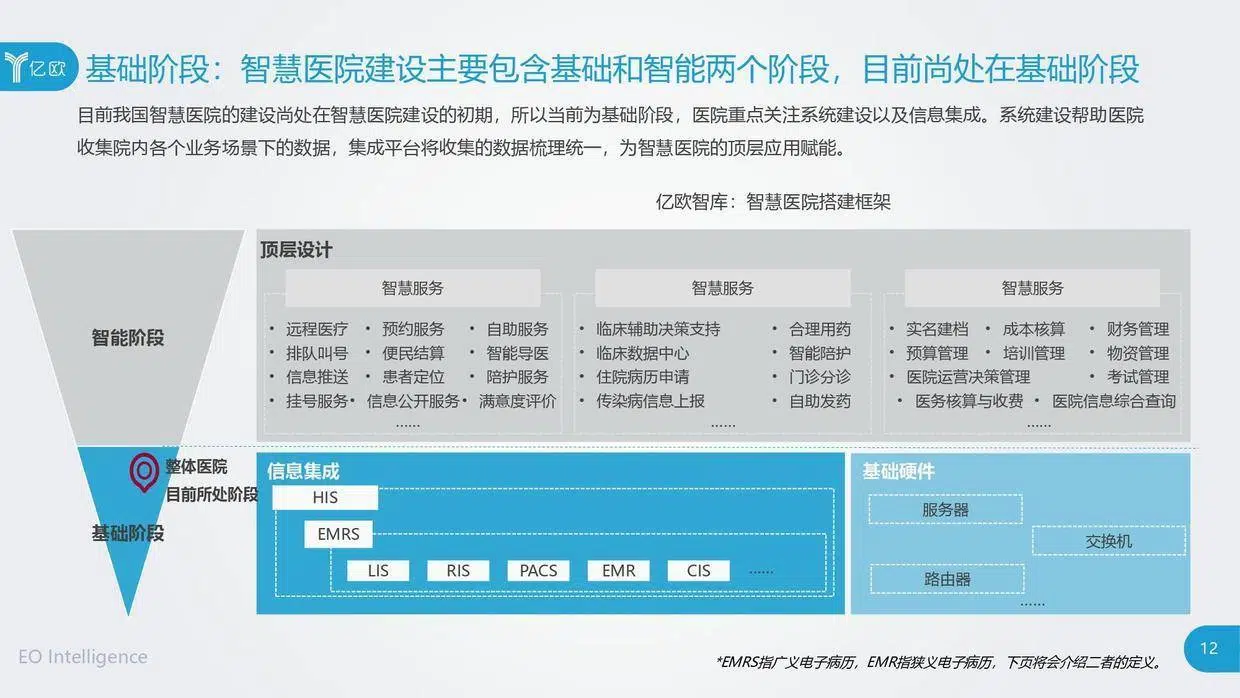 亿欧
基础阶段：智慧医院建设主要包含基础和智能两个阶段，目前尚处在基础阶段
目前我国智慧医院的建设尚处在智慧医院建设的初期，所以当前为基础阶段，医院重点关注系统建设以及信息集成。系统建设帮助医院
收集院内各个业务场景下的数据，集成平台将收集的数据梳理统一，为智慧医院的顶层应用赋能。
亿欧智库：智慧医院搭建框架
智能阶段
顶层设计
智慧服务
• 远程医疗 • 预约服务 • 自助服务
• 排队叫号 • 便民结算 • 智能导医
• 信息推送 • 患者定位 • 陪护服务
• 挂号服务• 信息公开服务• 满意度评价
……
智慧服务
• 临床辅助决策支持 • 合理用药
• 临床数据中心 • 智能陪护
• 住院病历申请 • 门诊分诊
• 传染病信息上报 • 自助发药
……
智慧服务
• 实名建档 • 成本核算 • 财务管理
• 预算管理 • 培训管理 • 物资管理
• 医院运营决策管理 • 考试管理
• 医务核算与收费 • 医院信息综合查询
……
整体医院
目前所处阶段
基础阶段
信息集成
HIS
EMRS
LIS RIS PACS EMR CIS ……
基础硬件
服务器
交换机
路由器
……
EO Intelligence
*EMRS指广义电子病历，EMR指狭义电子病历，下页将会介绍二者的定义。
12